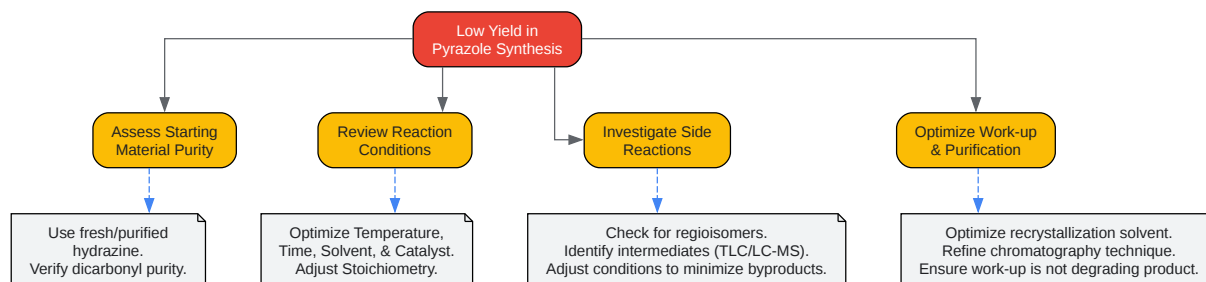 Low Yield in
Pyrazole Synthesis
Assess Starting
Material Purity
Review Reaction
Conditions
Investigate Side
Reactions
Optimize Work-up
& Purification
Use fresh/purified
hydrazine.
Verify dicarbonyl purity.
Optimize Temperature,
Time, Solvent, & Catalyst.
Adjust Stoichiometry.
Check for regioisomers.
Identify intermediates (TLC/LC-MS).
Adjust conditions to minimize byproducts.
Optimize recrystallization solvent.
Refine chromatography technique.
Ensure work-up is not degrading product.